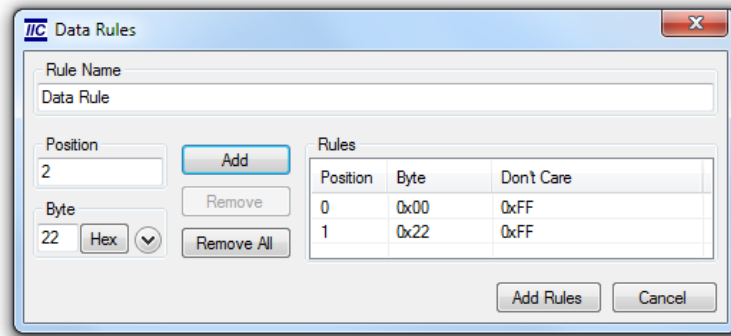 IIC Data Rules
Rule Name
Data Rule
Position
2
Add
Remove
Remove All
Byte
22 Hex
Rules
Position Byte Don't Care
0 0x00 0xFF
1 0x22 0xFF
Add Rules Cancel